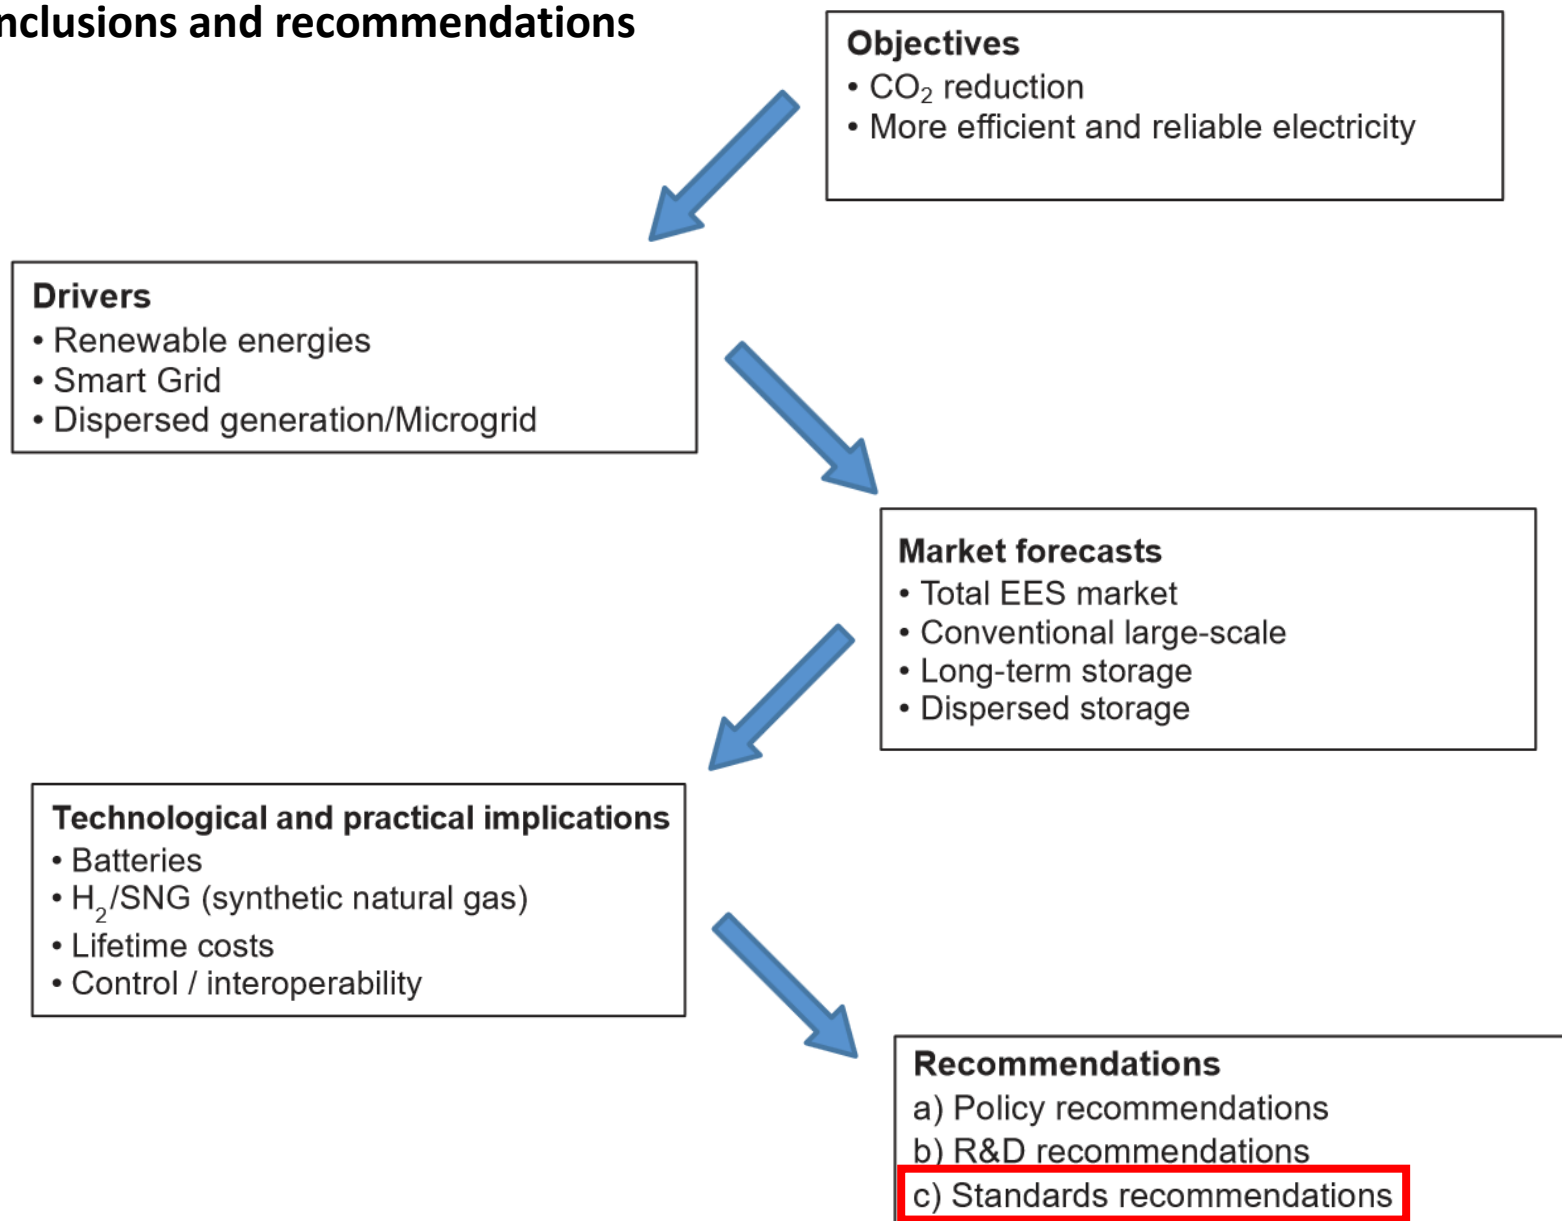 nclusions and recommendations
Objectives
• CO₂ reduction
• More efficient and reliable electricity
Drivers
• Renewable energies
• Smart Grid
• Dispersed generation/Microgrid
Market forecasts
• Total EES market
• Conventional large-scale
• Long-term storage
• Dispersed storage
Technological and practical implications
• Batteries
• H₂/SNG (synthetic natural gas)
• Lifetime costs
• Control / interoperability
Recommendations
a) Policy recommendations
b) R&D recommendations
c) Standards recommendations